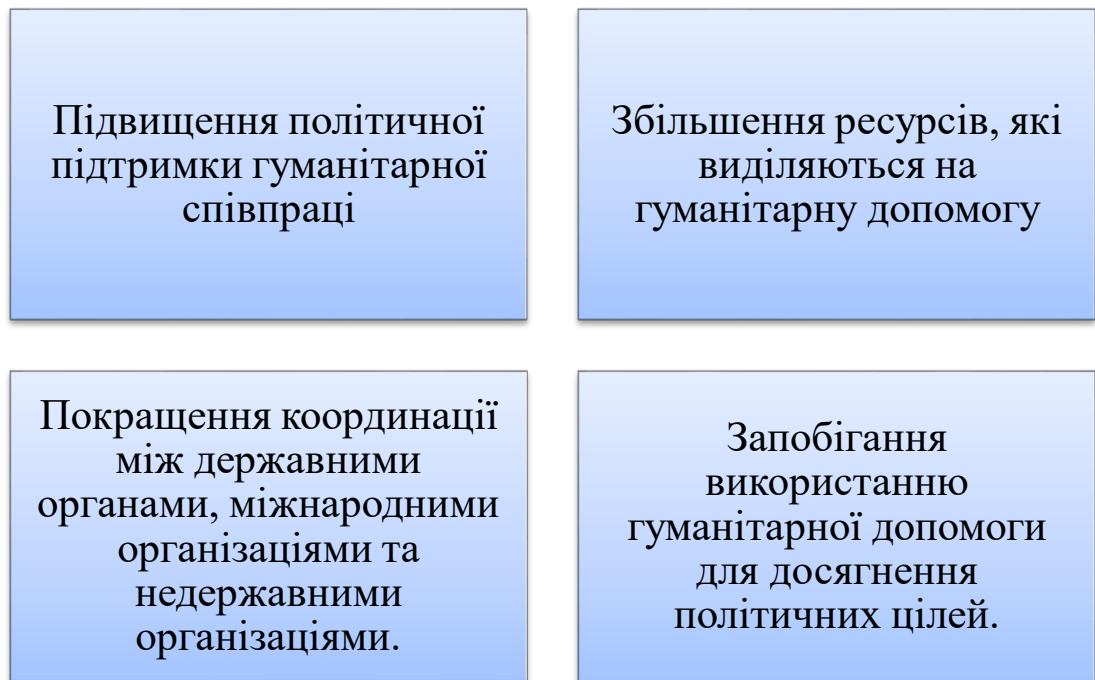 Підвищення політичної
підтримки гуманітарної
співпраці
Збільшення ресурсів, які
виділяються на
гуманітарну допомогу
Покращення координації
між державними
органами, міжнародними
організаціями та
недержавними
організаціями.
Запобігання
використанню
гуманітарної допомоги
для досягнення
політичних цілей.